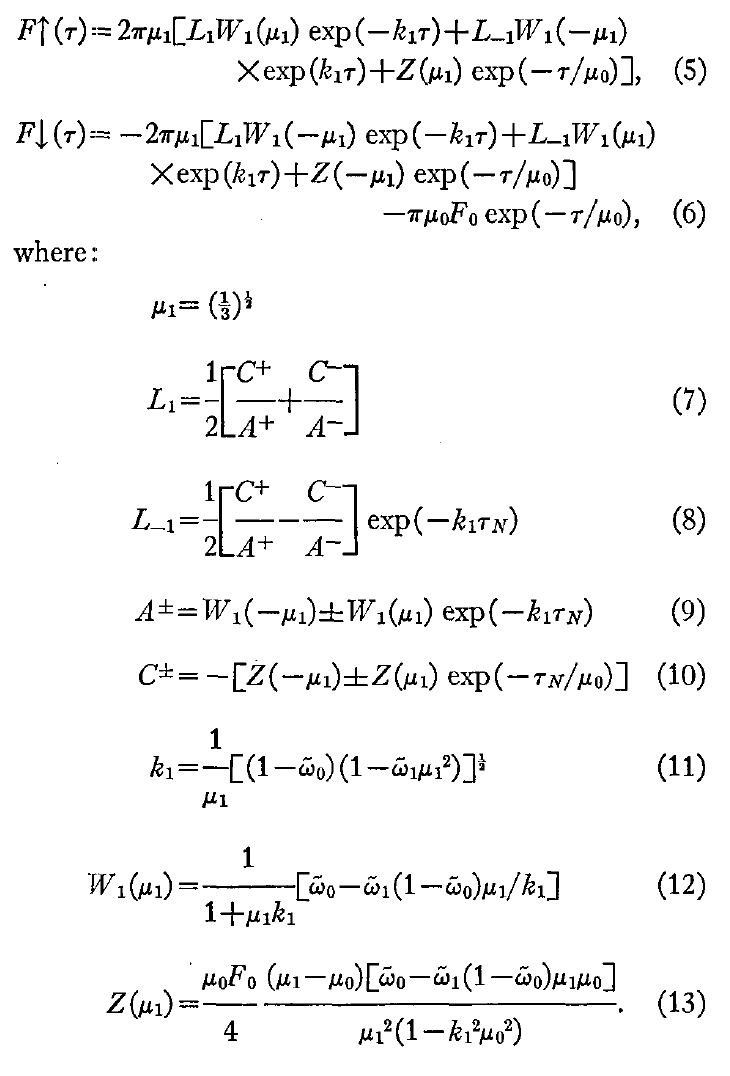 F↑(τ) = 2πμ₁[L₁W₁(μ₁) exp(−k₁τ)+L₋₁W₁(−μ₁)
×exp(k₁τ)+Z(μ₁) exp(−τ/μ₀)], (5)
F↓(τ) = −2πμ₁[L₁W₁(−μ₁) exp(−k₁τ)+L₋₁W₁(μ₁)
×exp(k₁τ)+Z(−μ₁) exp(−τ/μ₀)]
−πμ₀F₀ exp(−τ/μ₀), (6)
where:
μ₁ = (1/3)^½
L₁ = 1/2[C⁺/A⁺ + C⁻/A⁻] (7)
L₋₁ = 1/2[C⁺/A⁺ − C⁻/A⁻] exp(−k₁τ_N) (8)
A± = W₁(−μ₁)±W₁(μ₁) exp(−k₁τ_N) (9)
C± = −[Z(−μ₁)±Z(μ₁) exp(−τ_N/μ₀)] (10)
k₁ = 1/μ₁[(1−ω̃₀)(1−ω̃₁μ₁²)]^½ (11)
W₁(μ₁) = 1/(1+μ₁k₁)[ω̃₀−ω̃₁(1−ω̃₀)μ₁/k₁] (12)
Z(μ₁) = μ₀F₀/4 (μ₁−μ₀)[ω̃₀−ω̃₁(1−ω̃₀)μ₁μ₀]/μ₁²(1−k₁²μ₀²). (13)